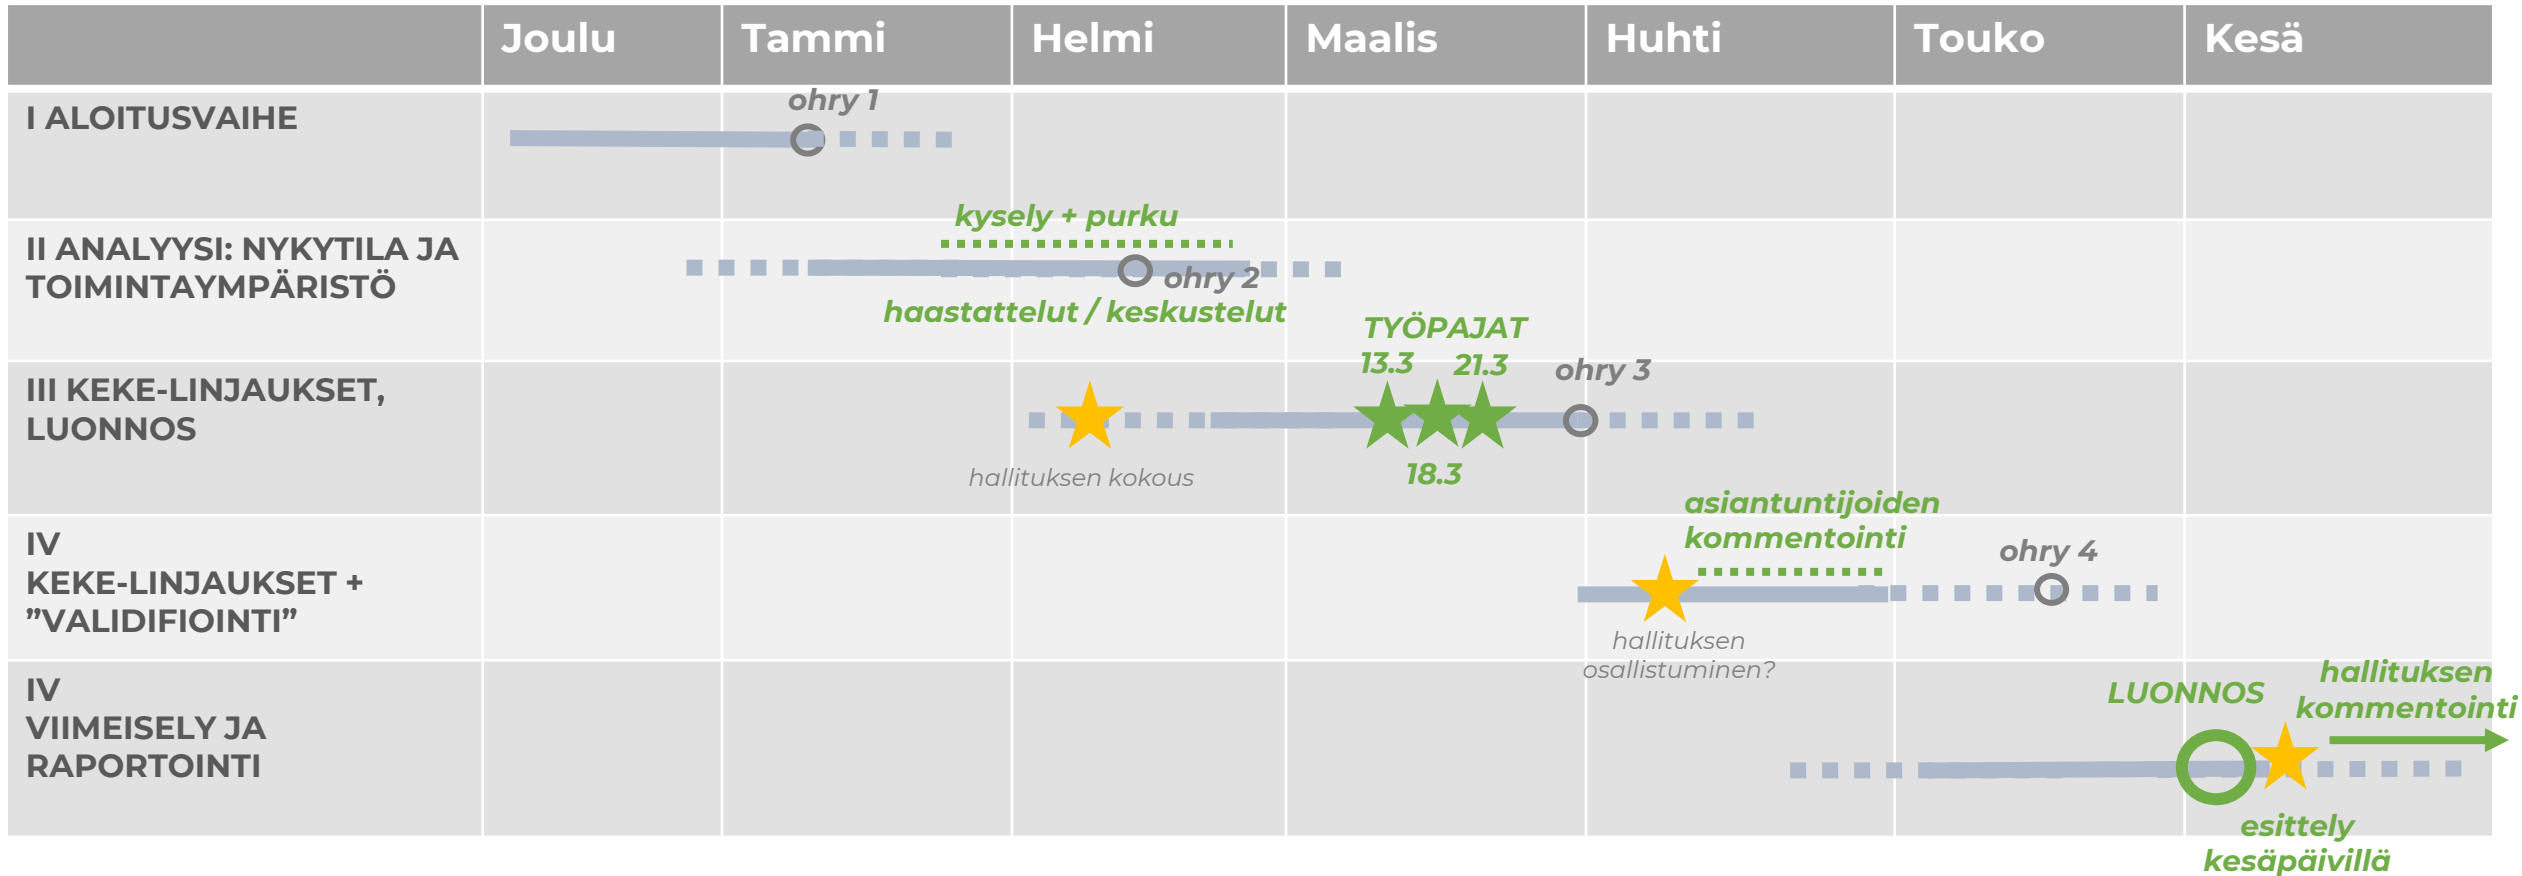 Joulu Tammi Helmi Maalis Huhti Touko Kesä
I ALOITUSVAIHE
ohry 1
II ANALYYSI: NYKYTILA JA
TOIMINTAYMPÄRISTÖ
kysely + purku
ohry 2
haastattelut / keskustelut
III KEKE-LINJAUKSET,
LUONNOS
hallituksen kokous
TYÖPAJAT
13.3 21.3
18.3
ohry 3
IV
KEKE-LINJAUKSET +
”VALIDIFIOINTI”
hallituksen
osallistuminen?
asiantuntijoiden
kommentointi
ohry 4
IV
VIIMEISELY JA
RAPORTOINTI
LUONNOS
hallituksen
kommentointi
esittely
kesäpäivillä